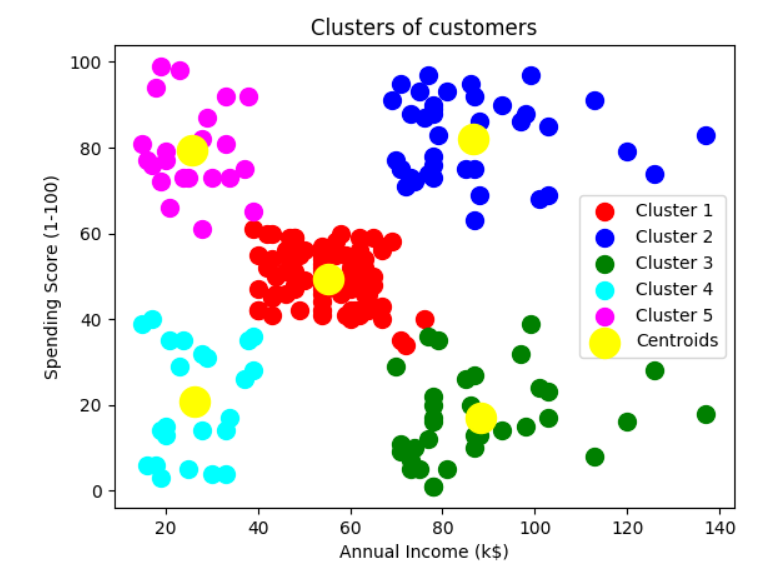 Clusters of customers
100
80
60
40
20
0
Spending Score (1-100)
20 40 60 80 100 120 140
Annual Income (k$)
Cluster 1
Cluster 2
Cluster 3
Cluster 4
Cluster 5
Centroids